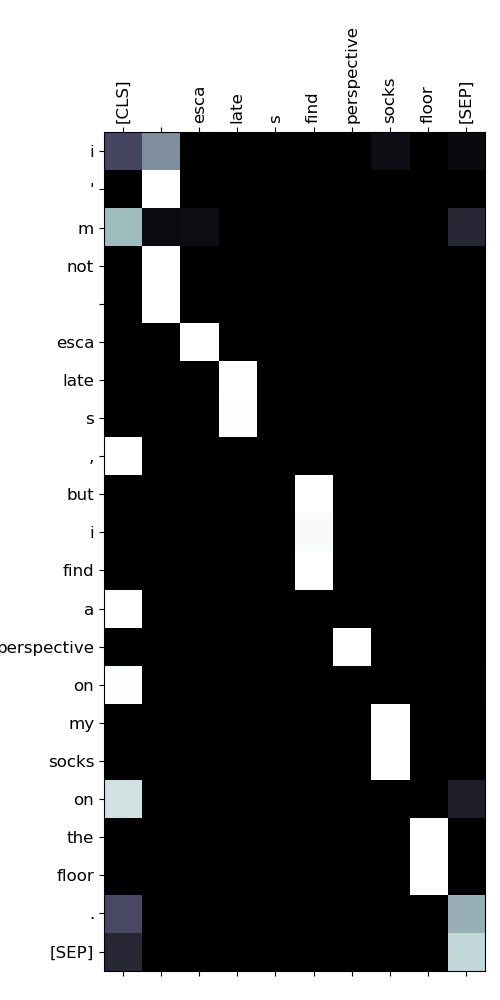 [CLS]
esca
late
s
find
perspective
socks
floor
[SEP]
i
'
m
not
esca
late
s
,
but
i
find
a
perspective
on
my
socks
on
the
floor
.
[SEP]